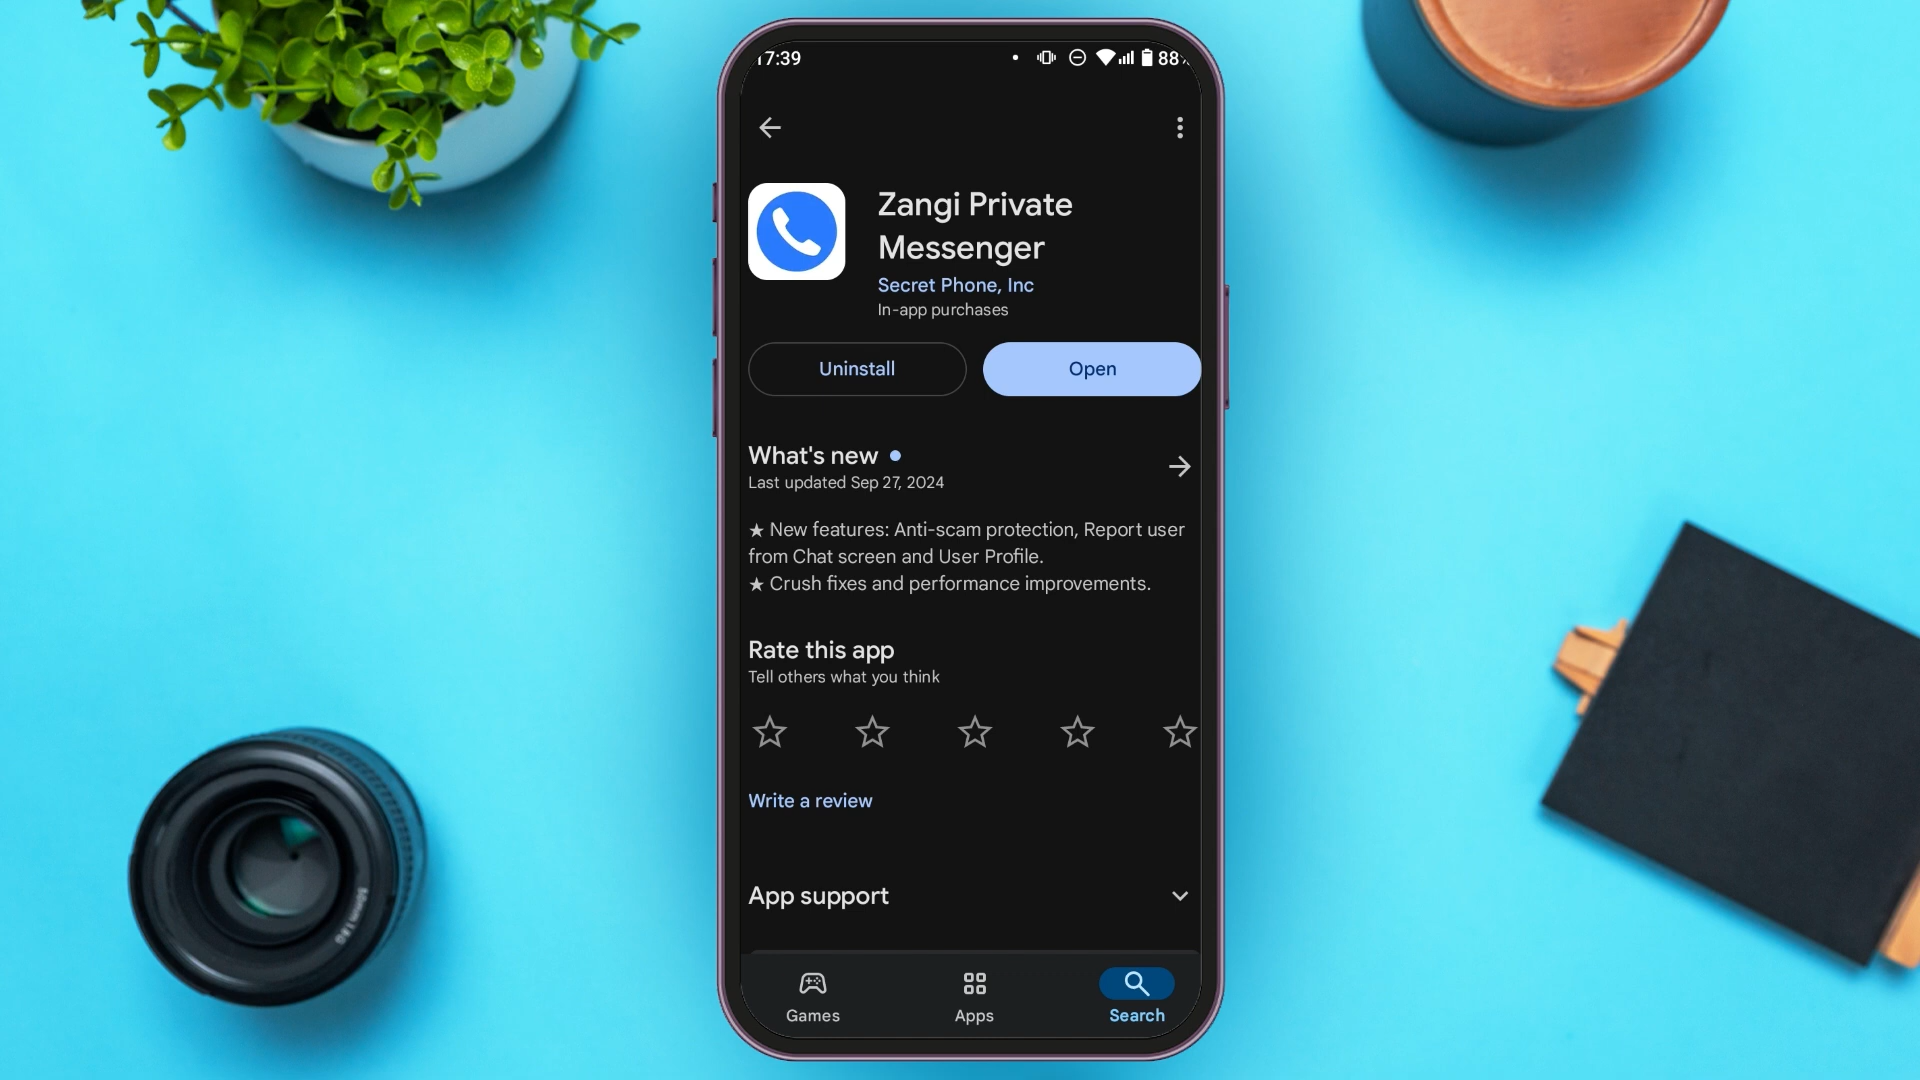 17:39
88
Zangi Private
Messenger
Secret Phone, Inc
In-app purchases
Uninstall
Open
What's new
Last updated Sep 27, 2024
★ New features: Anti-scam protection, Report user
from Chat screen and User Profile.
★ Crush fixes and performance improvements.
Rate this app
Tell others what you think
Write a review
App support
Games
Apps
Search